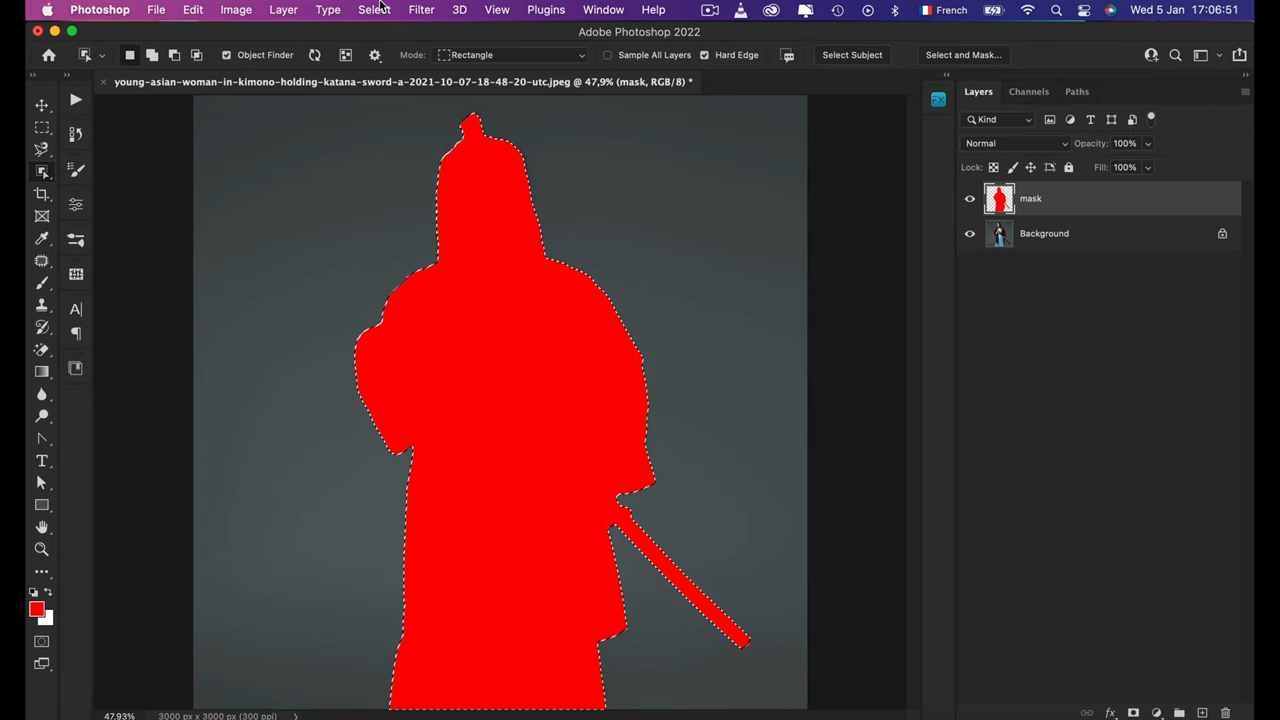 Photoshop File Edit Image Layer Type Select Filter 3D View Plugins Window Help French Wed 5 Jan 17:06:51
Adobe Photoshop 2022
Object Finder Mode: Rectangle Sample All Layers Hard Edge Select Subject Select and Mask...
young-asian-woman-in-kimono-holding-katana-sword-a-2021-10-07-18-48-20-utc.jpeg @ 47,9% (mask, RGB/8) *
Layers Channels Paths
Kind
Normal Opacity: 100%
Lock: Fill: 100%
mask
Background
47.93% 3000 px x 3000 px (300 ppi)